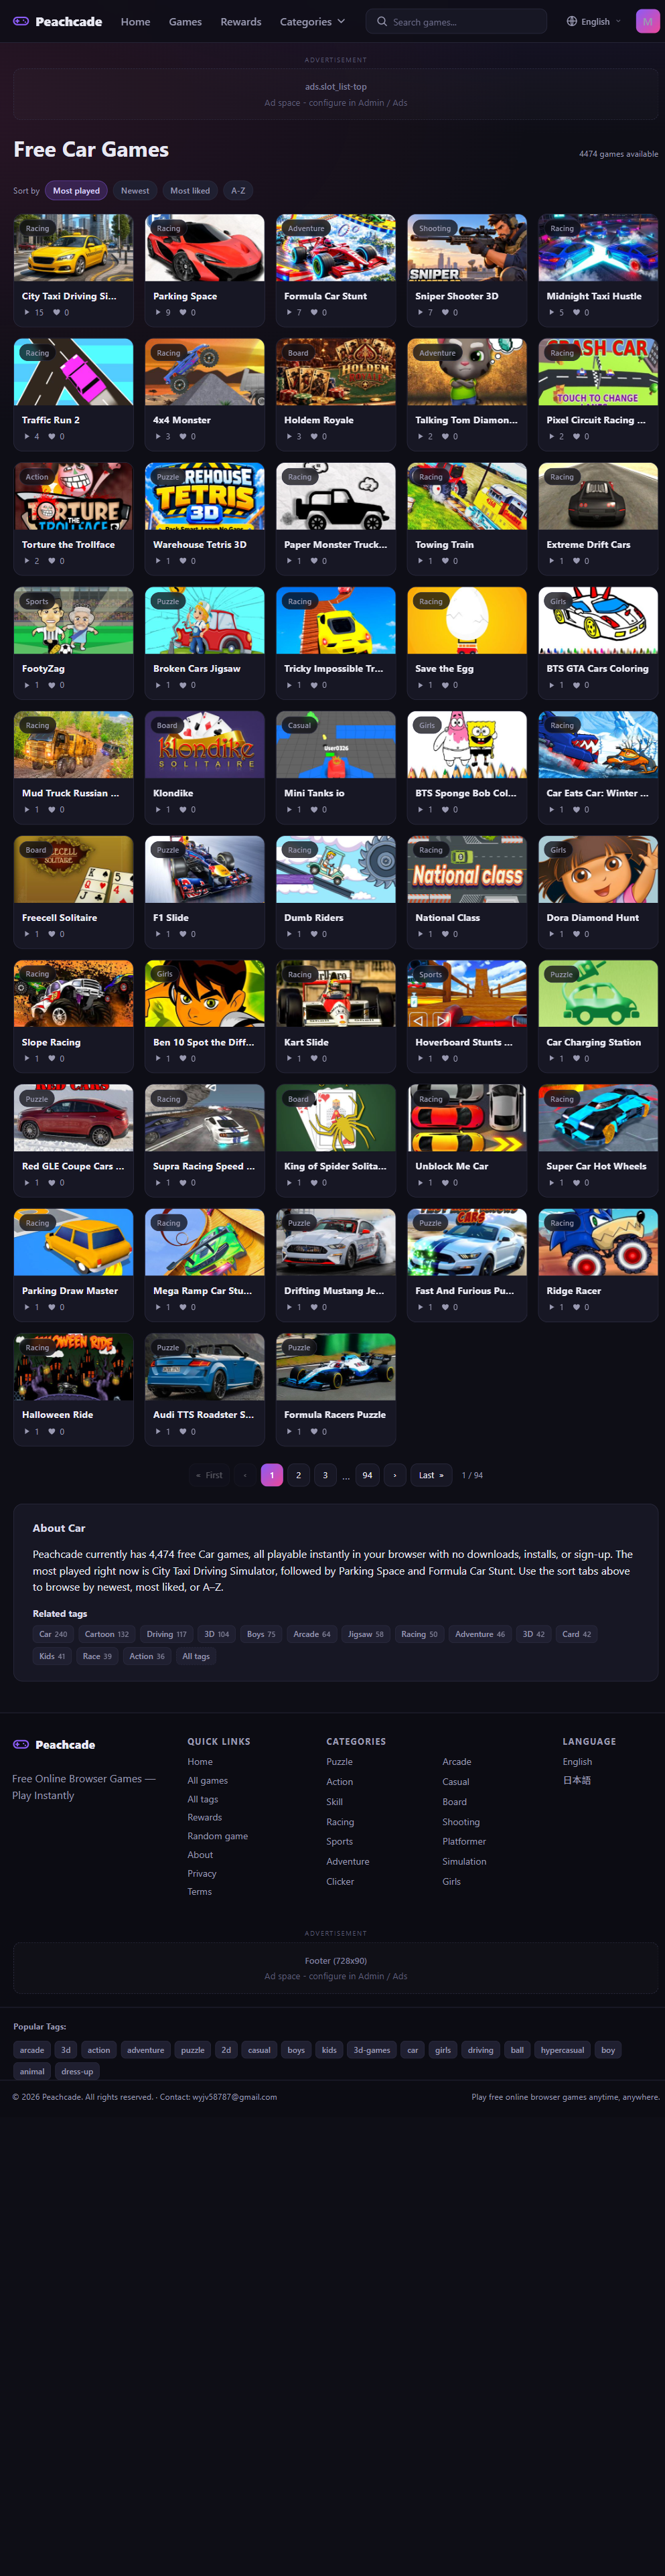 Peachcade Home Games Rewards Categories Search games... English M
ADVERTISEMENT
ads.slot_list-top
Ad space - configure in Admin / Ads
Free Car Games
4474 games available
Sort by Most played Newest Most liked A-Z
Racing Racing Adventure Shooting Racing
SNIPER
City Taxi Driving Si... Parking Space Formula Car Stunt Sniper Shooter 3D Midnight Taxi Hustle
15 0 9 0 7 0 7 0 5 0
Racing Racing Board Adventure Racing
HOLDEM
TOUCH TO CHANGE
Traffic Run 2 4x4 Monster Holdem Royale Talking Tom Diamon... Pixel Circuit Racing ...
4 0 3 0 3 0 2 0 2 0
Action Puzzle Racing Racing Racing
TORTURE THE TROLLFACE
TETRIS 3D
Torture the Trollface Warehouse Tetris 3D Paper Monster Truck... Towing Train Extreme Drift Cars
2 0 1 0 1 0 1 0 1 0
Sports Puzzle Racing Racing Girls
FootyZag Broken Cars Jigsaw Tricky Impossible Tr... Save the Egg BTS GTA Cars Coloring
1 0 1 0 1 0 1 0 1 0
Racing Board Casual Girls Racing
klondike
SOLITAIRE
Mud Truck Russian ... Klondike Mini Tanks io BTS Sponge Bob Col... Car Eats Car: Winter ...
1 0 1 0 1 0 1 0 1 0
Board Puzzle Racing Racing Girls
SOLITAIRE
National class
Freecell Solitaire F1 Slide Dumb Riders National Class Dora Diamond Hunt
1 0 1 0 1 0 1 0 1 0
Racing Girls Racing Sports Puzzle
Slope Racing Ben 10 Spot the Diff... Kart Slide Hoverboard Stunts ... Car Charging Station
1 0 1 0 1 0 1 0 1 0
Puzzle Racing Board Racing Racing
Red GLE Coupe Cars ... Supra Racing Speed ... King of Spider Solita... Unblock Me Car Super Car Hot Wheels
1 0 1 0 1 0 1 0 1 0
Racing Racing Puzzle Puzzle Racing
CARS
Parking Draw Master Mega Ramp Car Stu... Drifting Mustang Je... Fast And Furious Pu... Ridge Racer
1 0 1 0 1 0 1 0 1 0
Racing Puzzle Puzzle
Halloween Ride Audi TTS Roadster S... Formula Racers Puzzle
1 0 1 0 1 0
« First ‹ 1 2 3 ... 94 › Last » 1 / 94
About Car
Peachcade currently has 4,474 free Car games, all playable instantly in your browser with no downloads, installs, or sign-up. The
most played right now is City Taxi Driving Simulator, followed by Parking Space and Formula Car Stunt. Use the sort tabs above
to browse by newest, most liked, or A–Z.
Related tags
Car 240 Cartoon 132 Driving 117 3D 104 Boys 75 Arcade 64 Jigsaw 58 Racing 50 Adventure 46 3D 42 Card 42
Kids 41 Race 39 Action 36 All tags
Peachcade
Free Online Browser Games —
Play Instantly
QUICK LINKS
Home
All games
All tags
Rewards
Random game
About
Privacy
Terms
CATEGORIES
Puzzle Arcade
Action Casual
Skill Board
Racing Shooting
Sports Platformer
Adventure Simulation
Clicker Girls
LANGUAGE
English
日本語
ADVERTISEMENT
Footer (728x90)
Ad space - configure in Admin / Ads
Popular Tags:
arcade 3d action adventure puzzle 2d casual boys kids 3d-games car girls driving ball hypercasual boy
animal dress-up
© 2026 Peachcade. All rights reserved. · Contact: wyjv58787@gmail.com
Play free online browser games anytime, anywhere.